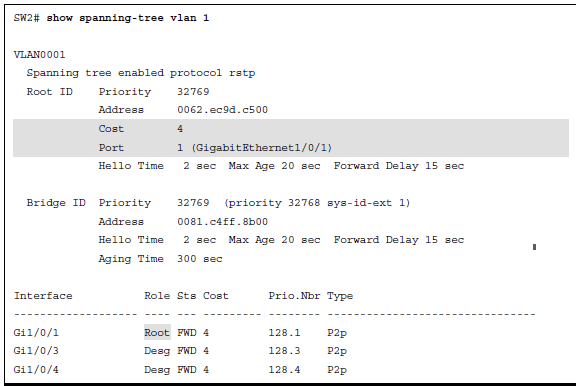 SW2# show spanning-tree vlan 1
VLAN0001
  Spanning tree enabled protocol rstp
  Root ID    Priority    32769
             Address     0062.ec9d.c500
             Cost        4
             Port        1 (GigabitEthernet1/0/1)
             Hello Time   2 sec  Max Age 20 sec  Forward Delay 15 sec
  Bridge ID  Priority    32769  (priority 32768 sys-id-ext 1)
             Address     0081.c4ff.8b00
             Hello Time   2 sec  Max Age 20 sec  Forward Delay 15 sec
             Aging Time  300 sec
Interface           Role Sts Cost      Prio.Nbr Type
------------------- ---- --- --------- -------- --------------------------------
Gi1/0/1             Root FWD 4         128.1    P2p
Gi1/0/3             Desg FWD 4         128.3    P2p
Gi1/0/4             Desg FWD 4         128.4    P2p